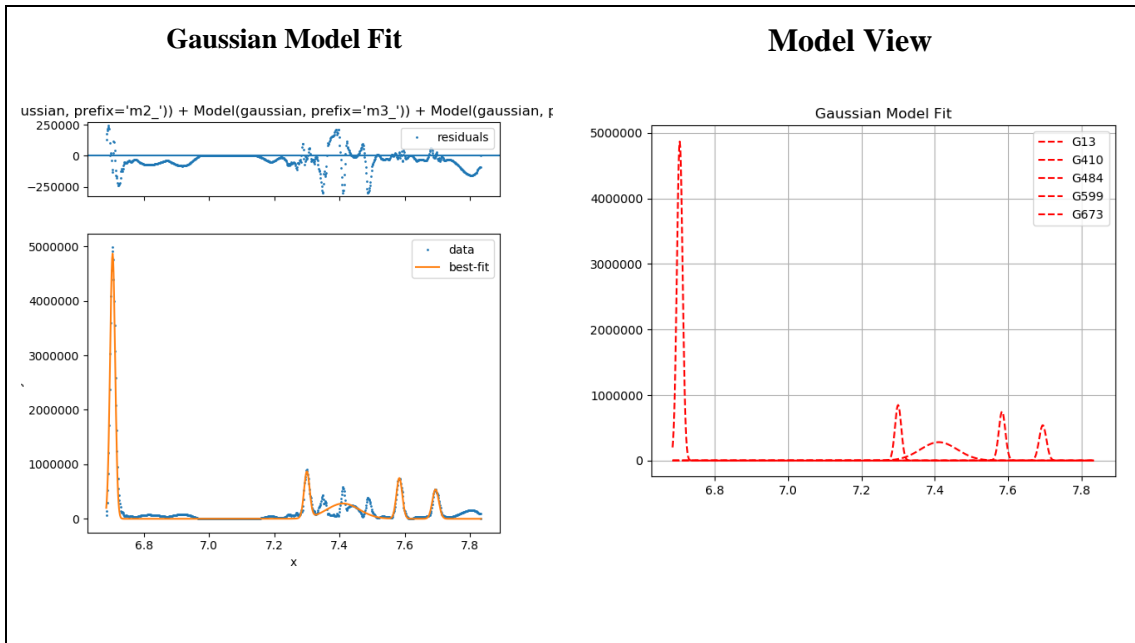 Gaussian Model Fit
Model View
ussian, prefix='m2_')) + Model(gaussian, prefix='m3_')) + Model(gaussian, p
250000
0
−250000
residuals
5000000
4000000
3000000
2000000
1000000
0
data
best-fit
6.8 7.0 7.2 7.4 7.6 7.8
x
Gaussian Model Fit
5000000
4000000
3000000
2000000
1000000
0
G13
G410
G484
G599
G673
6.8 7.0 7.2 7.4 7.6 7.8